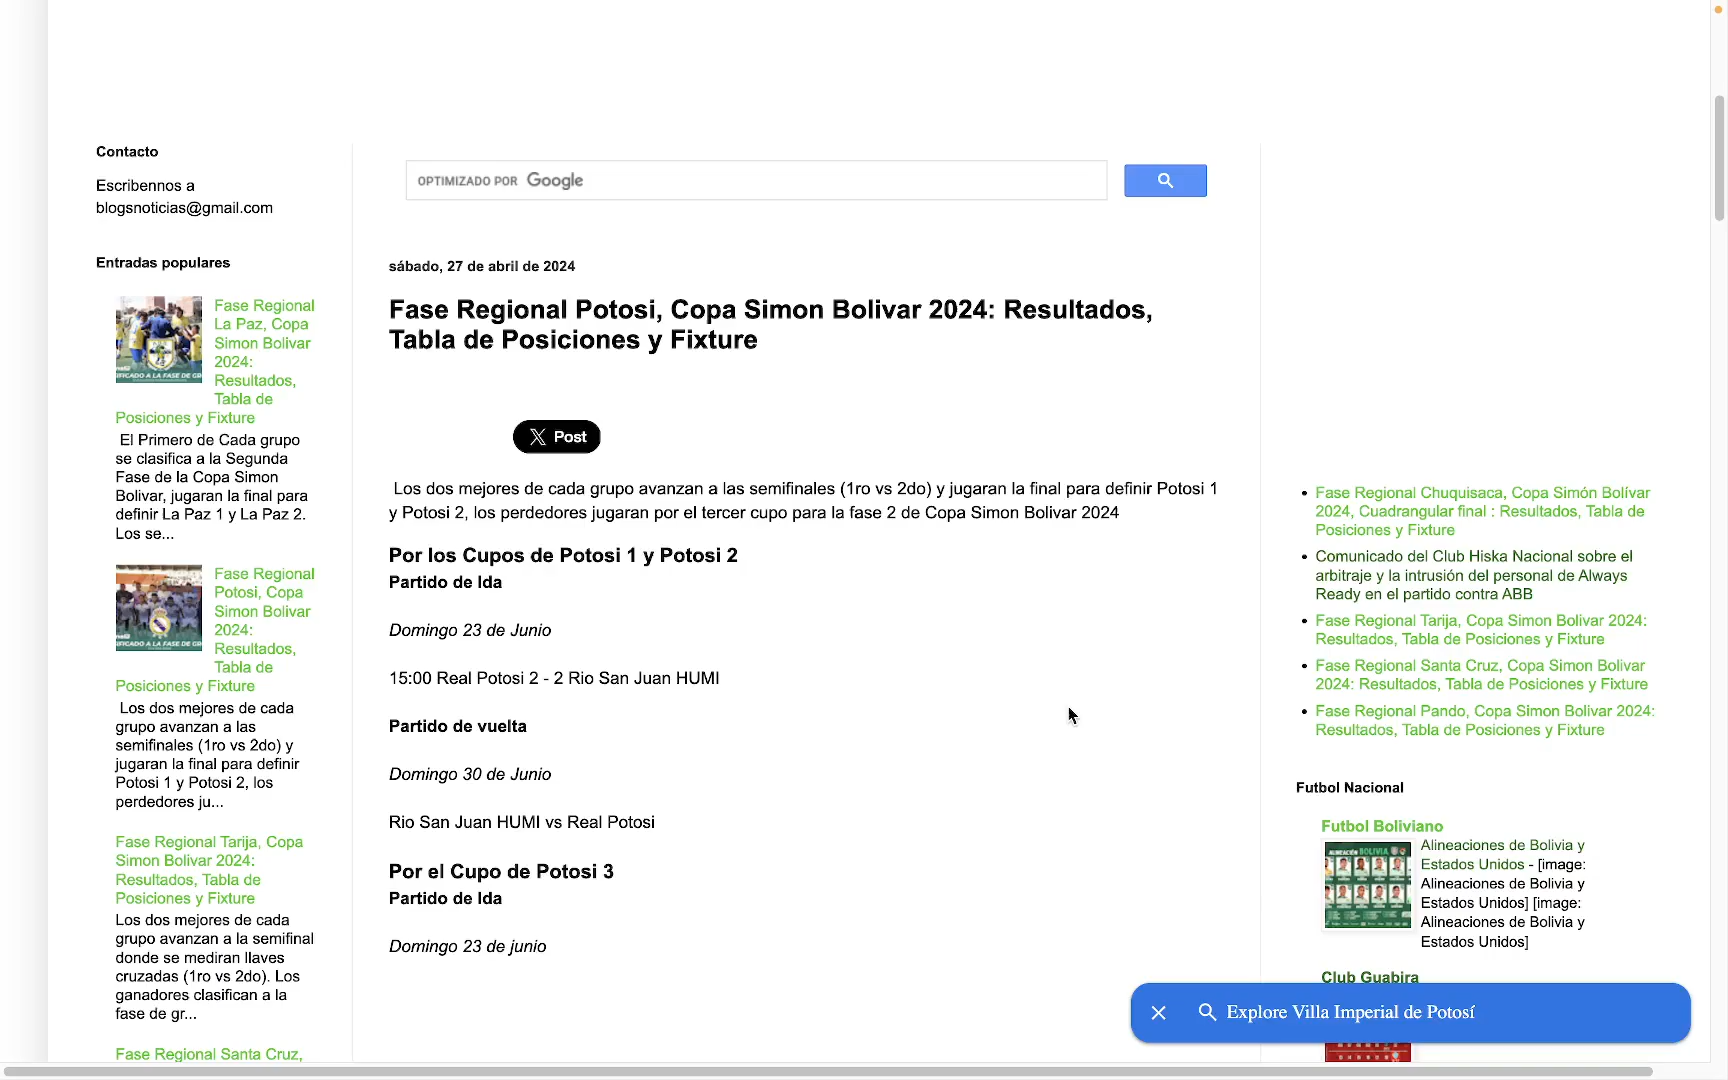 Contacto
Escribennos a
blogsnoticias@gmail.com
Entradas populares
Fase Regional
La Paz, Copa
Simon Bolivar
2024:
Resultados,
Tabla de
Posiciones y Fixture
El Primero de Cada grupo
se clasifica a la Segunda
Fase de la Copa Simon
Bolivar, jugaran la final para
definir La Paz 1 y La Paz 2.
Los se...
Fase Regional
Potosi, Copa
Simon Bolivar
2024:
Resultados,
Tabla de
Posiciones y Fixture
Los dos mejores de cada
grupo avanzan a las
semifinales (1ro vs 2do) y
jugaran la final para definir
Potosi 1 y Potosi 2, los
perdedores ju...
Fase Regional Tarija, Copa
Simon Bolivar 2024:
Resultados, Tabla de
Posiciones y Fixture
Los dos mejores de cada
grupo avanzan a la semifinal
donde se mediran llaves
cruzadas (1ro vs 2do). Los
ganadores clasifican a la
fase de gr...
Fase Regional Santa Cruz,
OPTIMIZADO POR Google
sábado, 27 de abril de 2024
Fase Regional Potosi, Copa Simon Bolivar 2024: Resultados,
Tabla de Posiciones y Fixture
Post
Los dos mejores de cada grupo avanzan a las semifinales (1ro vs 2do) y jugaran la final para definir Potosi 1
y Potosi 2, los perdedores jugaran por el tercer cupo para la fase 2 de Copa Simon Bolivar 2024
Por los Cupos de Potosi 1 y Potosi 2
Partido de Ida
Domingo 23 de Junio
15:00 Real Potosi 2 - 2 Rio San Juan HUMI
Partido de vuelta
Domingo 30 de Junio
Rio San Juan HUMI vs Real Potosi
Por el Cupo de Potosi 3
Partido de Ida
Domingo 23 de junio
Fase Regional Chuquisaca, Copa Simón Bolívar
2024, Cuadrangular final : Resultados, Tabla de
Posiciones y Fixture
Comunicado del Club Hiska Nacional sobre el
arbitraje y la intrusión del personal de Always
Ready en el partido contra ABB
Fase Regional Tarija, Copa Simon Bolivar 2024:
Resultados, Tabla de Posiciones y Fixture
Fase Regional Santa Cruz, Copa Simon Bolivar
2024: Resultados, Tabla de Posiciones y Fixture
Fase Regional Pando, Copa Simon Bolivar 2024:
Resultados, Tabla de Posiciones y Fixture
Futbol Nacional
Futbol Boliviano
ALINEACIÓN BOLIVIA
Alineaciones de Bolivia y
Estados Unidos - [image:
Alineaciones de Bolivia y
Estados Unidos] [image:
Alineaciones de Bolivia y
Estados Unidos]
Club Guabira
Explore Villa Imperial de Potosí